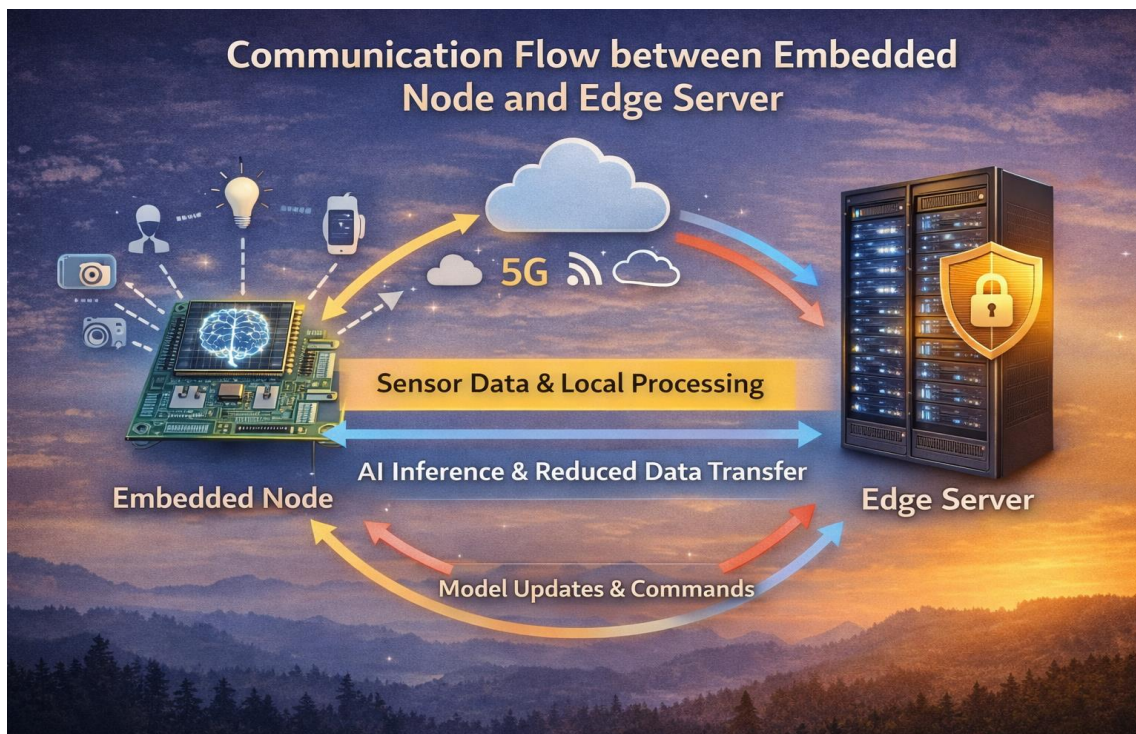 Communication Flow between Embedded
Node and Edge Server
5G
Sensor Data & Local Processing
AI Inference & Reduced Data Transfer
Embedded Node
Edge Server
Model Updates & Commands